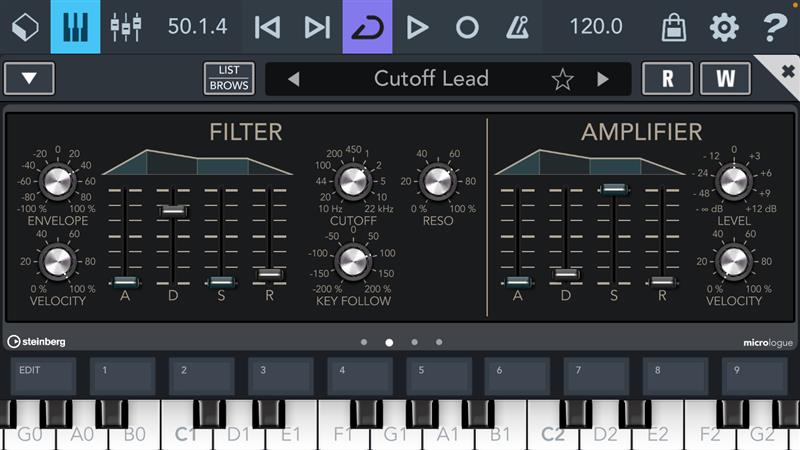 50.1.4
120.0
?
LIST
BROWS
Cutoff Lead
R
W
FILTER
AMPLIFIER
-40 -20 0 20 40
-60 60
-80 80
-100 % 100 %
ENVELOPE
40 60
20 80
0 % 100 %
VELOCITY
A D S R
200 450 1
100 2
44 5
20 10
10 Hz 22 kHz
CUTOFF
-50 0 50
-100 100
-150 150
-200 % 200 %
KEY FOLLOW
40 60
20 80
0 % 100 %
RESO
A D S R
-12 0 +3
-24 +6
-48 +9
-∞ dB +12 dB
LEVEL
40 60
20 80
0 % 100 %
VELOCITY
steinberg
micrologue
EDIT 1 2 3 4 5 6 7 8 9
G0 A0 B0 C1 D1 E1 F1 G1 A1 B1 C2 D2 E2 F2 G2